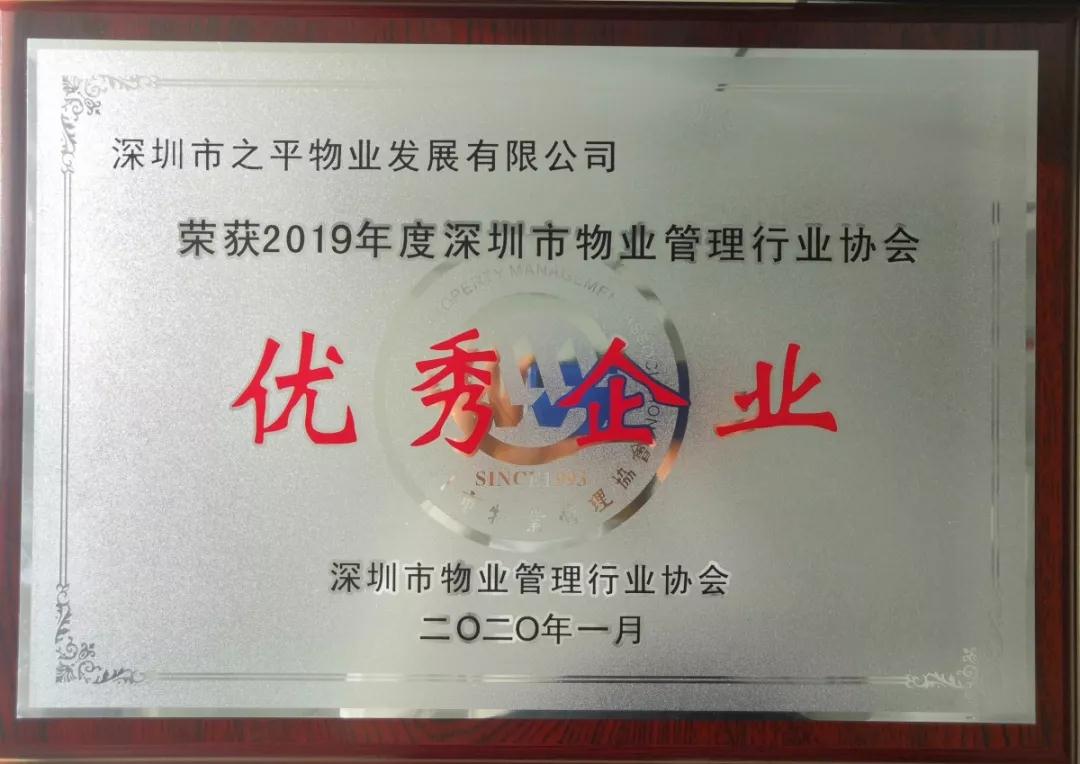 深圳市之平物业发展有限公司
荣获2019年度深圳市物业管理行业协会
优秀企业
SINCE 1993
深圳市物业管理行业协会
二〇二〇年一月